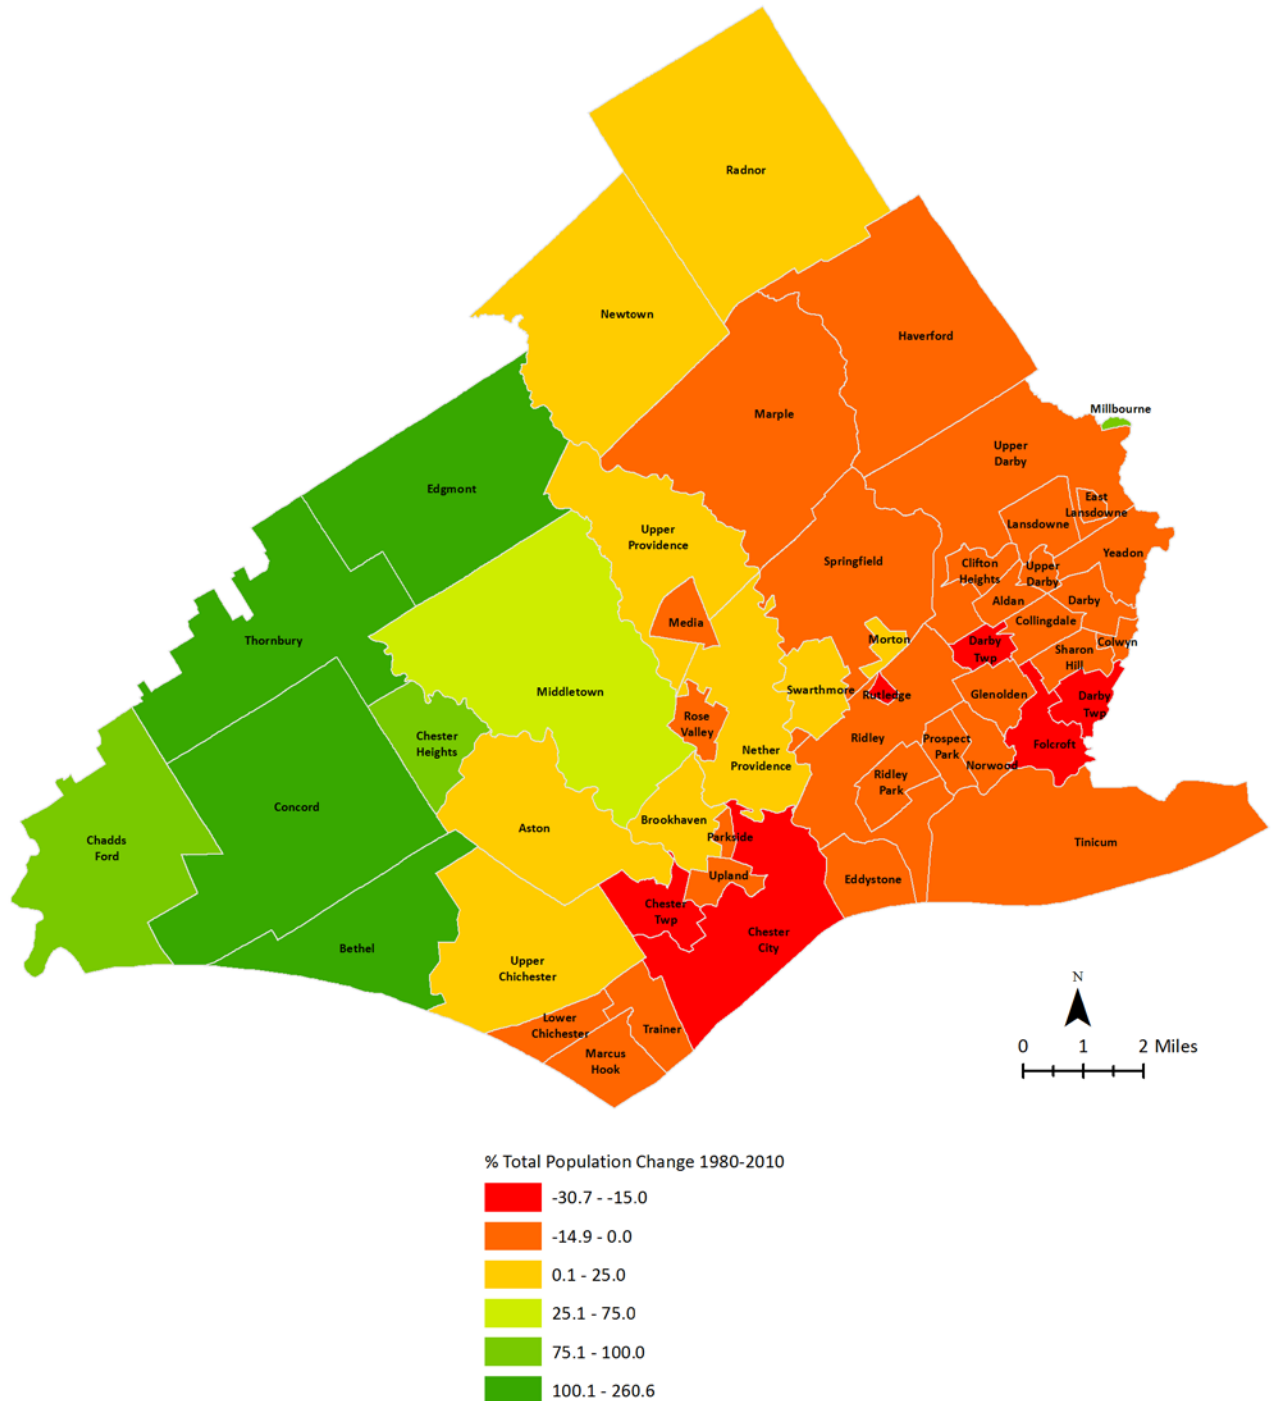 Radnor
Newtown
Haverford
Marple
Millbourne
Upper
Darby
Edgmont
East
Lansdowne
Lansdowne
Upper
Providence
Yeadon
Springfield
Clifton
Heights
Upper
Darby
Aldan
Darby
Media
Collingdale
Thornbury
Morton
Colwyn
Darby
Twp
Sharon
Hill
Middletown
Swarthmore
Rutledge
Glenolden
Darby
Twp
Rose
Valley
Chester
Heights
Nether
Providence
Ridley
Prospect
Park
Folcroft
Norwood
Ridley
Park
Concord
Aston
Brookhaven
Parkside
Chadds
Ford
Tinicum
Upland
Eddystone
Chester
Twp
Chester
City
Bethel
Upper
Chichester
Lower
Chichester
Trainer
Marcus
Hook
N
0 1 2 Miles
% Total Population Change 1980-2010
-30.7 - -15.0
-14.9 - 0.0
0.1 - 25.0
25.1 - 75.0
75.1 - 100.0
100.1 - 260.6